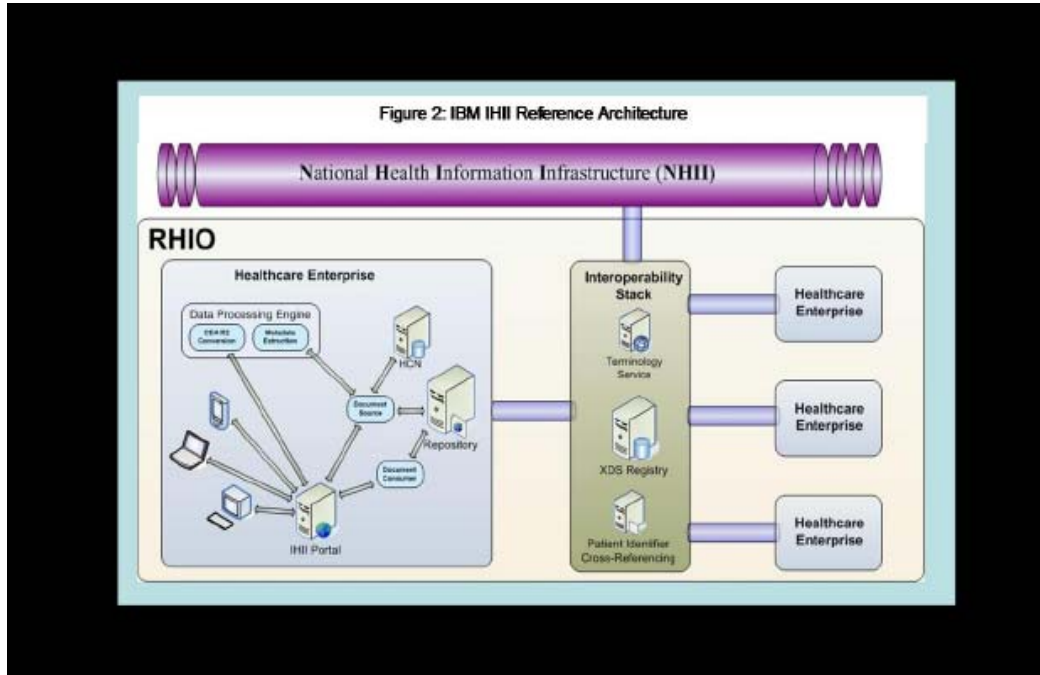 Figure 2: IBM IHII Reference Architecture
National Health Information Infrastructure (NHII)
RHIO
Healthcare Enterprise
Data Processing Engine
Conversion
Metadata
Extraction
HCN
Document
Source
Repository
Document
Consumer
IHII Portal
Interoperability
Stack
Terminology
Service
XDS Registry
Patient Identifier
Cross-Referencing
Healthcare
Enterprise
Healthcare
Enterprise
Healthcare
Enterprise